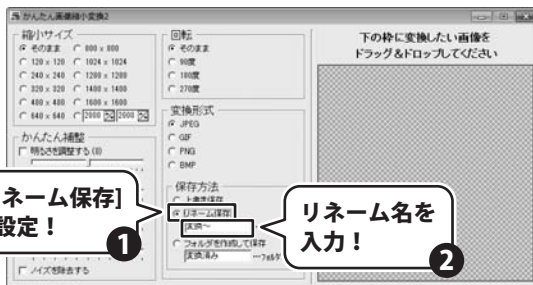 かんたん画像縮小変換2
縮小サイズ
そのまま 800 x 800
120 x 120 1024 x 1024
240 x 240 1280 x 1280
320 x 320 1400 x 1400
480 x 480 1600 x 1600
640 x 640 2000 2000
かんたん補整
明るさを調整する (0)
ノイズを除去する
回転
そのまま
90度
180度
270度
変換形式
JPEG
GIF
PNG
BMP
保存方法
上書き保存
リネーム保存
変換~
フォルダを作成して保存
変換済み …フォルダ
下の枠に変換したい画像を
ドラッグ&ドロップしてください
ネーム保存]
設定!
1
リネーム名を
入力!
2